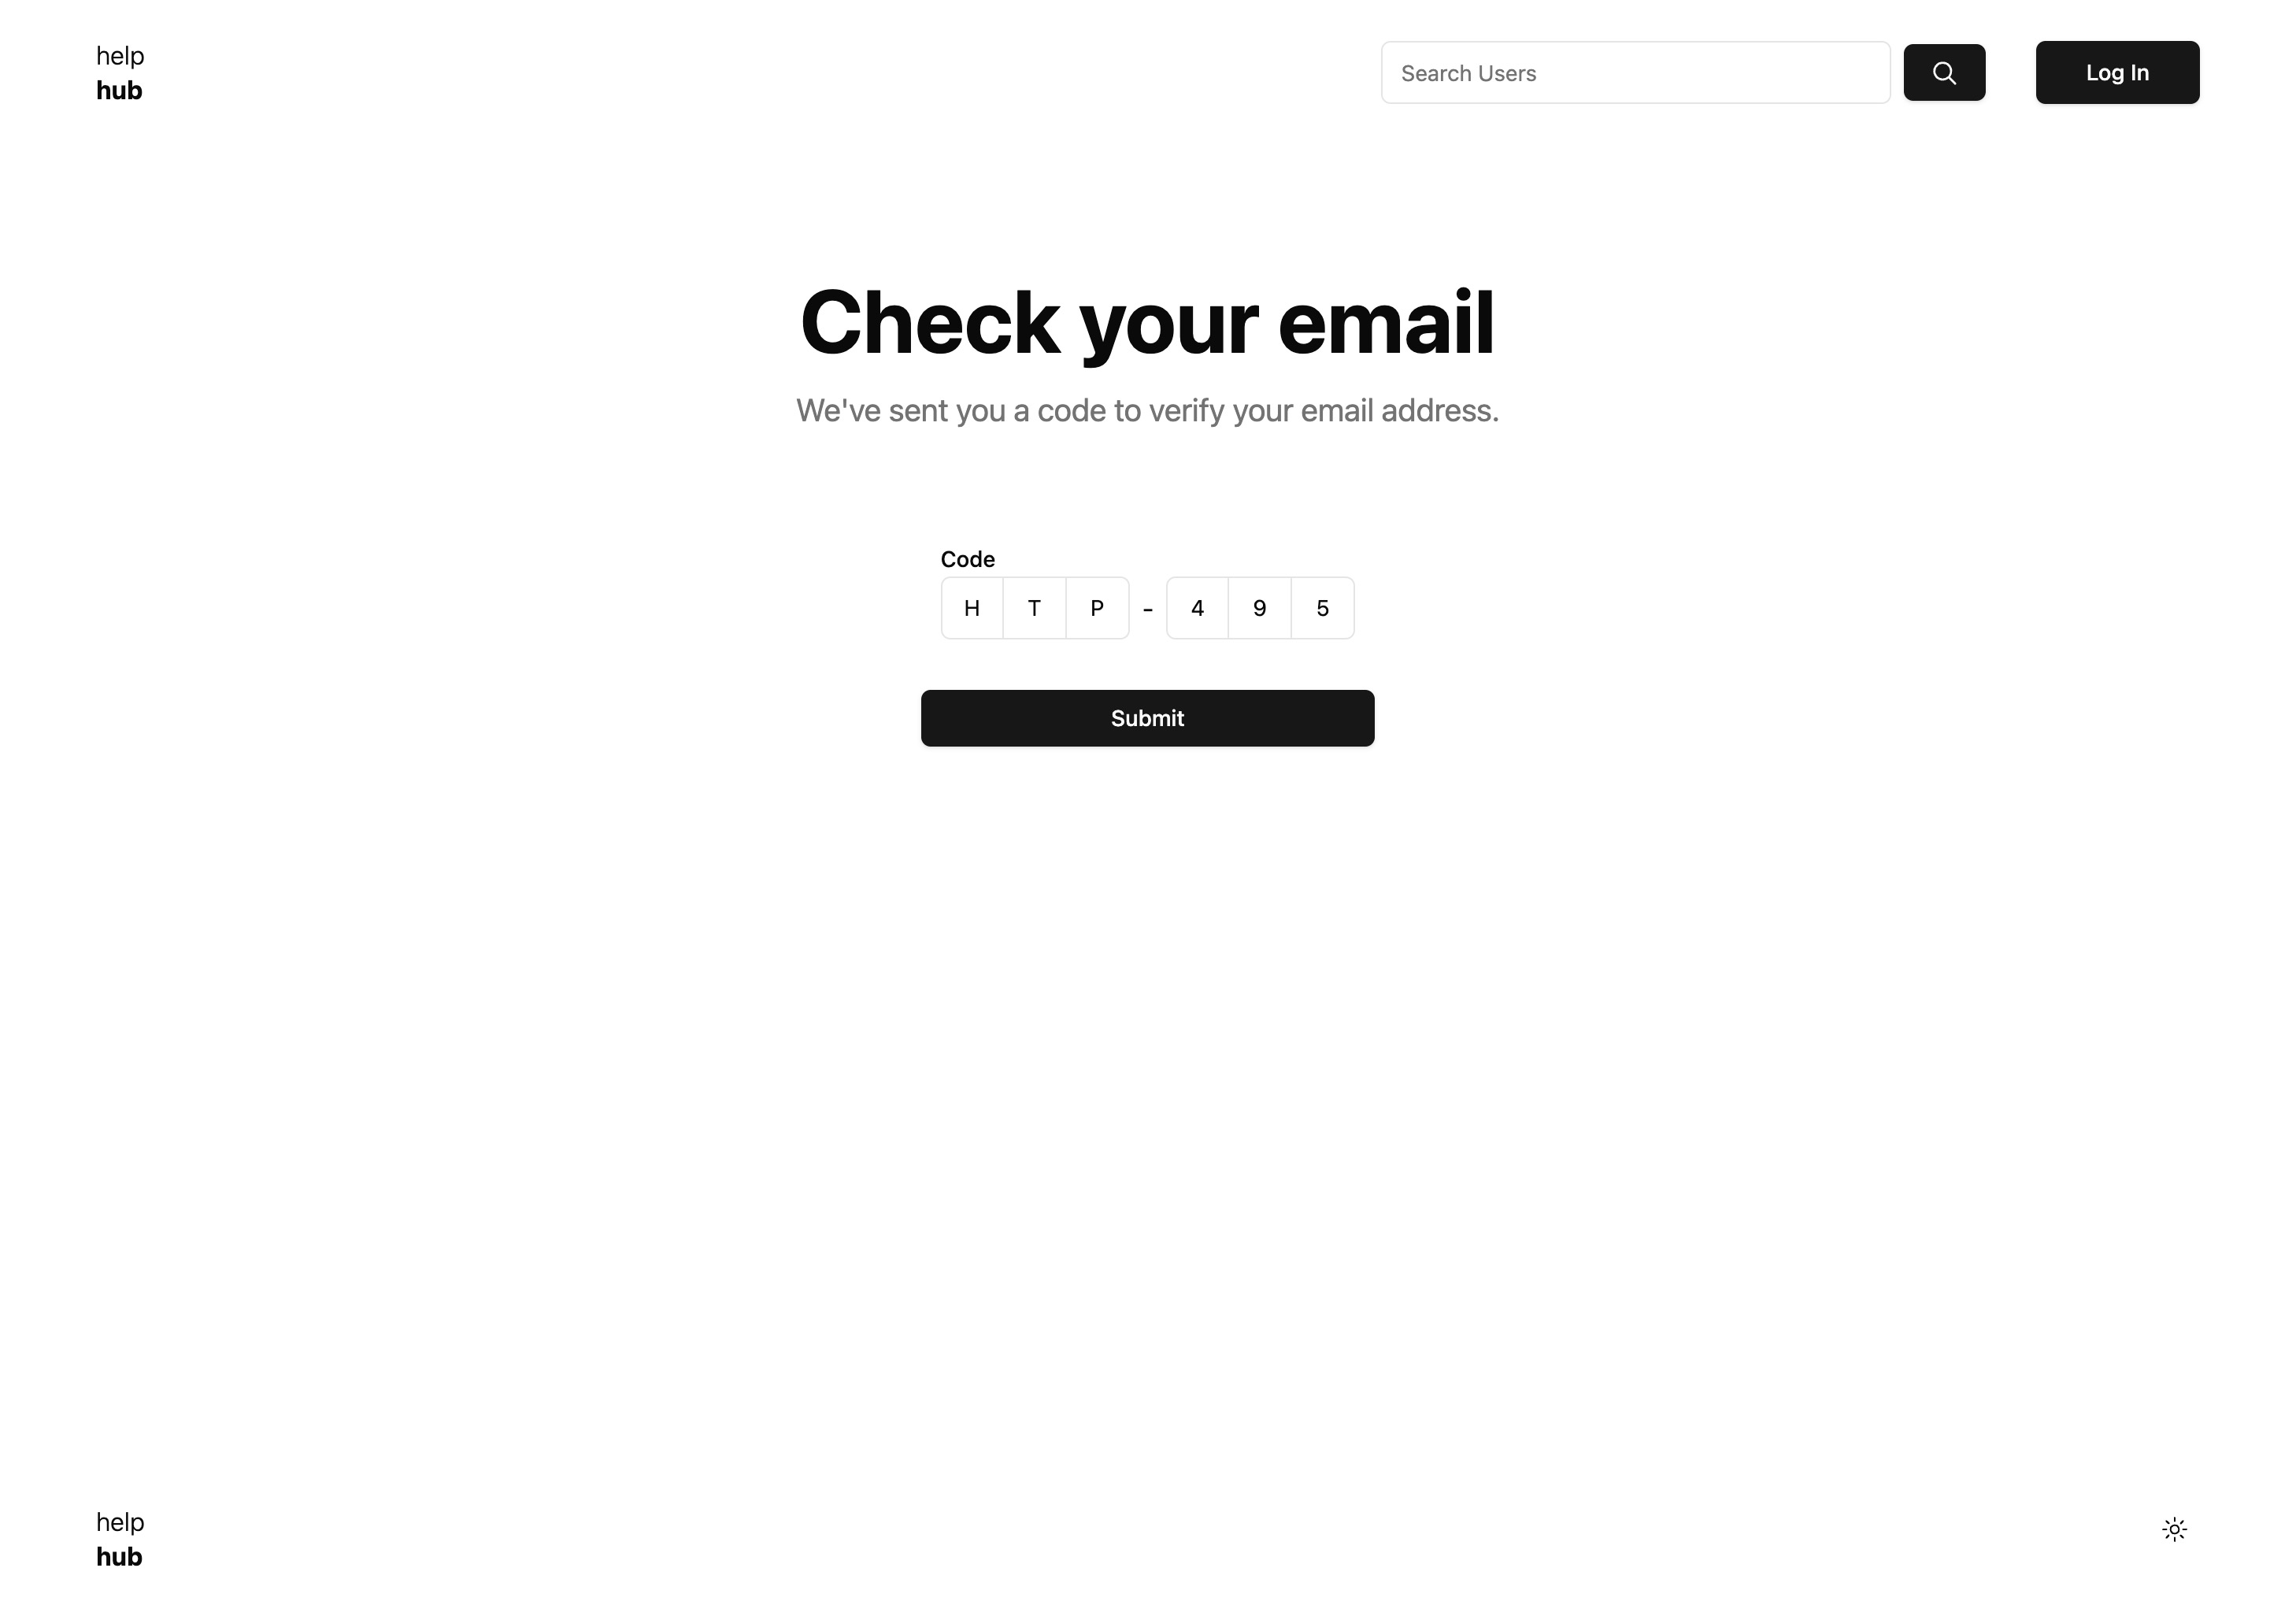 help
hub
Search Users
Log In
Check your email
We've sent you a code to verify your email address.
Code
H T P - 4 9 5
Submit
help
hub